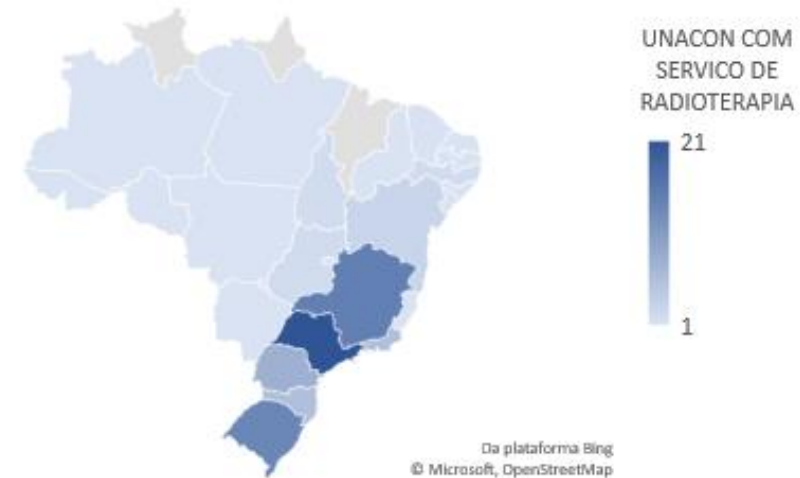 UNACON COM
SERVICO DE
RADIOTERAPIA
21
1
Da plataforma Bing
© Microsoft, OpenStreetMap